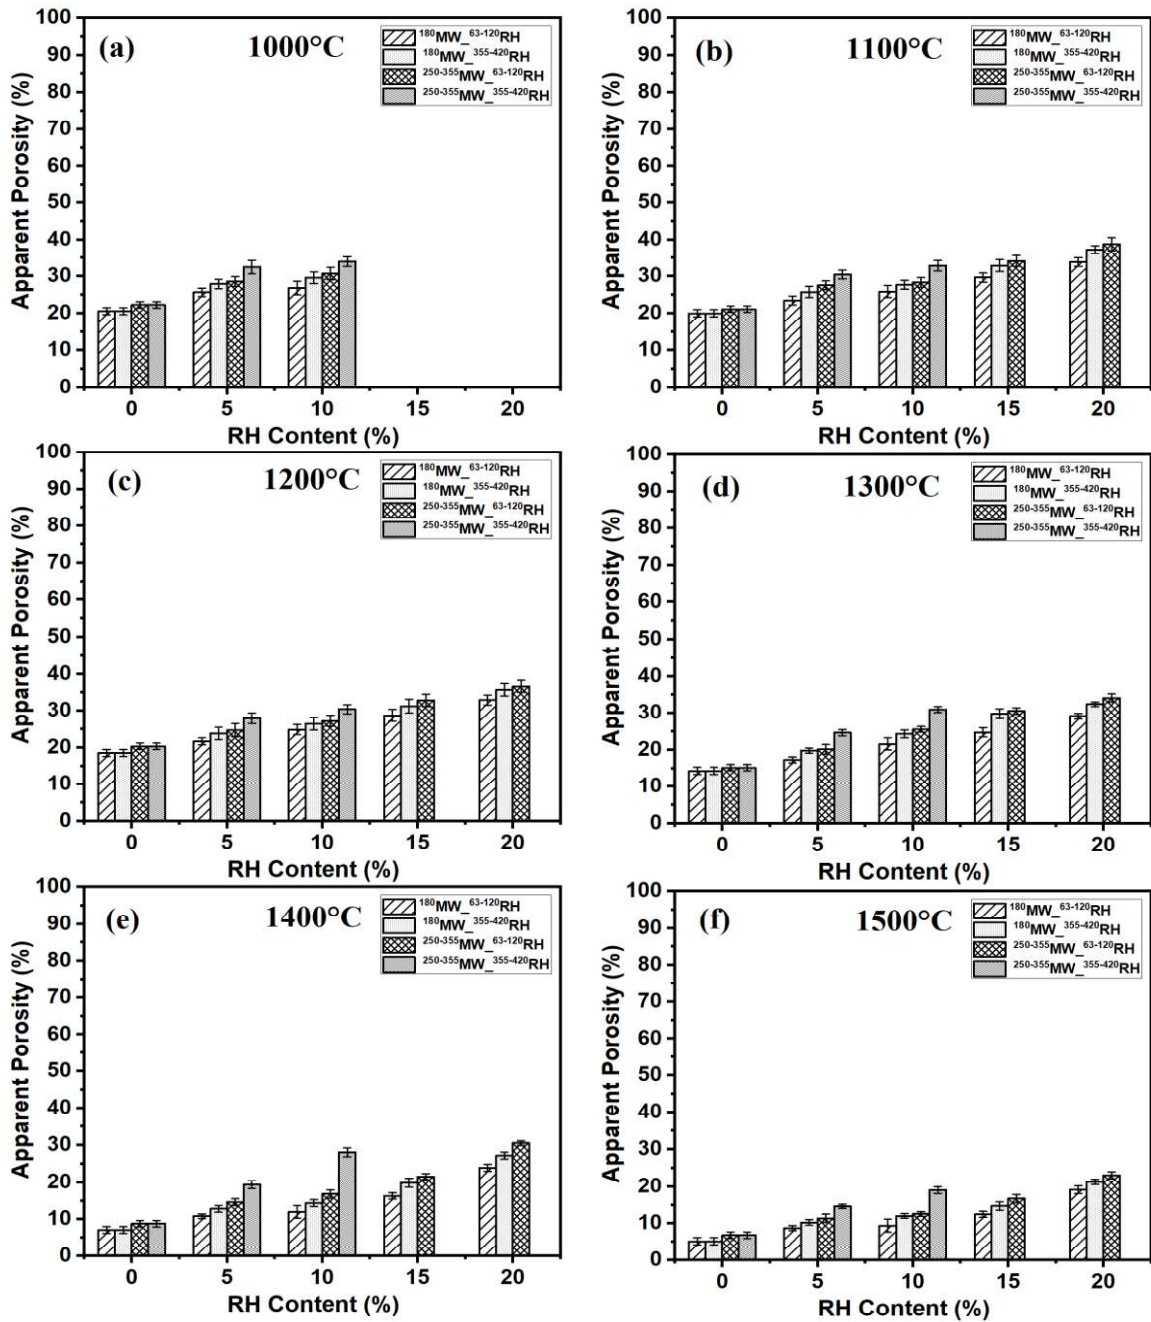 (a) 1000°C
¹⁸⁰MW_⁶³⁻¹²⁰RH
¹⁸⁰MW_³⁵⁵⁻⁴²⁰RH
²⁵⁰⁻³⁵⁵MW_⁶³⁻¹²⁰RH
²⁵⁰⁻³⁵⁵MW_³⁵⁵⁻⁴²⁰RH
Apparent Porosity (%)
100
90
80
70
60
50
40
30
20
10
0
0 5 10 15 20
RH Content (%)
(b) 1100°C
¹⁸⁰MW_⁶³⁻¹²⁰RH
¹⁸⁰MW_³⁵⁵⁻⁴²⁰RH
²⁵⁰⁻³⁵⁵MW_⁶³⁻¹²⁰RH
²⁵⁰⁻³⁵⁵MW_³⁵⁵⁻⁴²⁰RH
Apparent Porosity (%)
100
90
80
70
60
50
40
30
20
10
0
0 5 10 15 20
RH Content (%)
(c) 1200°C
¹⁸⁰MW_⁶³⁻¹²⁰RH
¹⁸⁰MW_³⁵⁵⁻⁴²⁰RH
²⁵⁰⁻³⁵⁵MW_⁶³⁻¹²⁰RH
²⁵⁰⁻³⁵⁵MW_³⁵⁵⁻⁴²⁰RH
Apparent Porosity (%)
100
90
80
70
60
50
40
30
20
10
0
0 5 10 15 20
RH Content (%)
(d) 1300°C
¹⁸⁰MW_⁶³⁻¹²⁰RH
¹⁸⁰MW_³⁵⁵⁻⁴²⁰RH
²⁵⁰⁻³⁵⁵MW_⁶³⁻¹²⁰RH
²⁵⁰⁻³⁵⁵MW_³⁵⁵⁻⁴²⁰RH
Apparent Porosity (%)
100
90
80
70
60
50
40
30
20
10
0
0 5 10 15 20
RH Content (%)
(e) 1400°C
¹⁸⁰MW_⁶³⁻¹²⁰RH
¹⁸⁰MW_³⁵⁵⁻⁴²⁰RH
²⁵⁰⁻³⁵⁵MW_⁶³⁻¹²⁰RH
²⁵⁰⁻³⁵⁵MW_³⁵⁵⁻⁴²⁰RH
Apparent Porosity (%)
100
90
80
70
60
50
40
30
20
10
0
0 5 10 15 20
RH Content (%)
(f) 1500°C
¹⁸⁰MW_⁶³⁻¹²⁰RH
¹⁸⁰MW_³⁵⁵⁻⁴²⁰RH
²⁵⁰⁻³⁵⁵MW_⁶³⁻¹²⁰RH
²⁵⁰⁻³⁵⁵MW_³⁵⁵⁻⁴²⁰RH
Apparent Porosity (%)
100
90
80
70
60
50
40
30
20
10
0
0 5 10 15 20
RH Content (%)